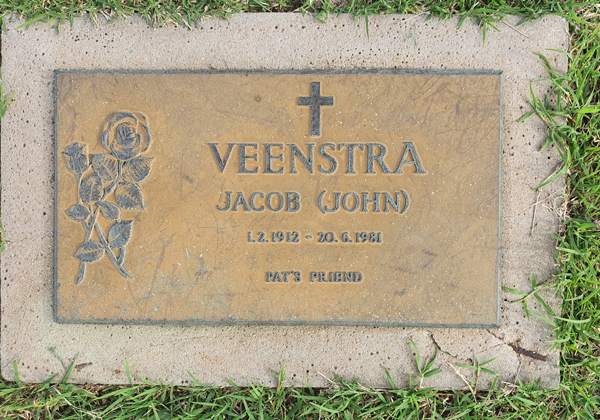 VEENSTRA
JACOB (JOHN)
1.2.1912 - 20.6.1981
PAT'S FRIEND